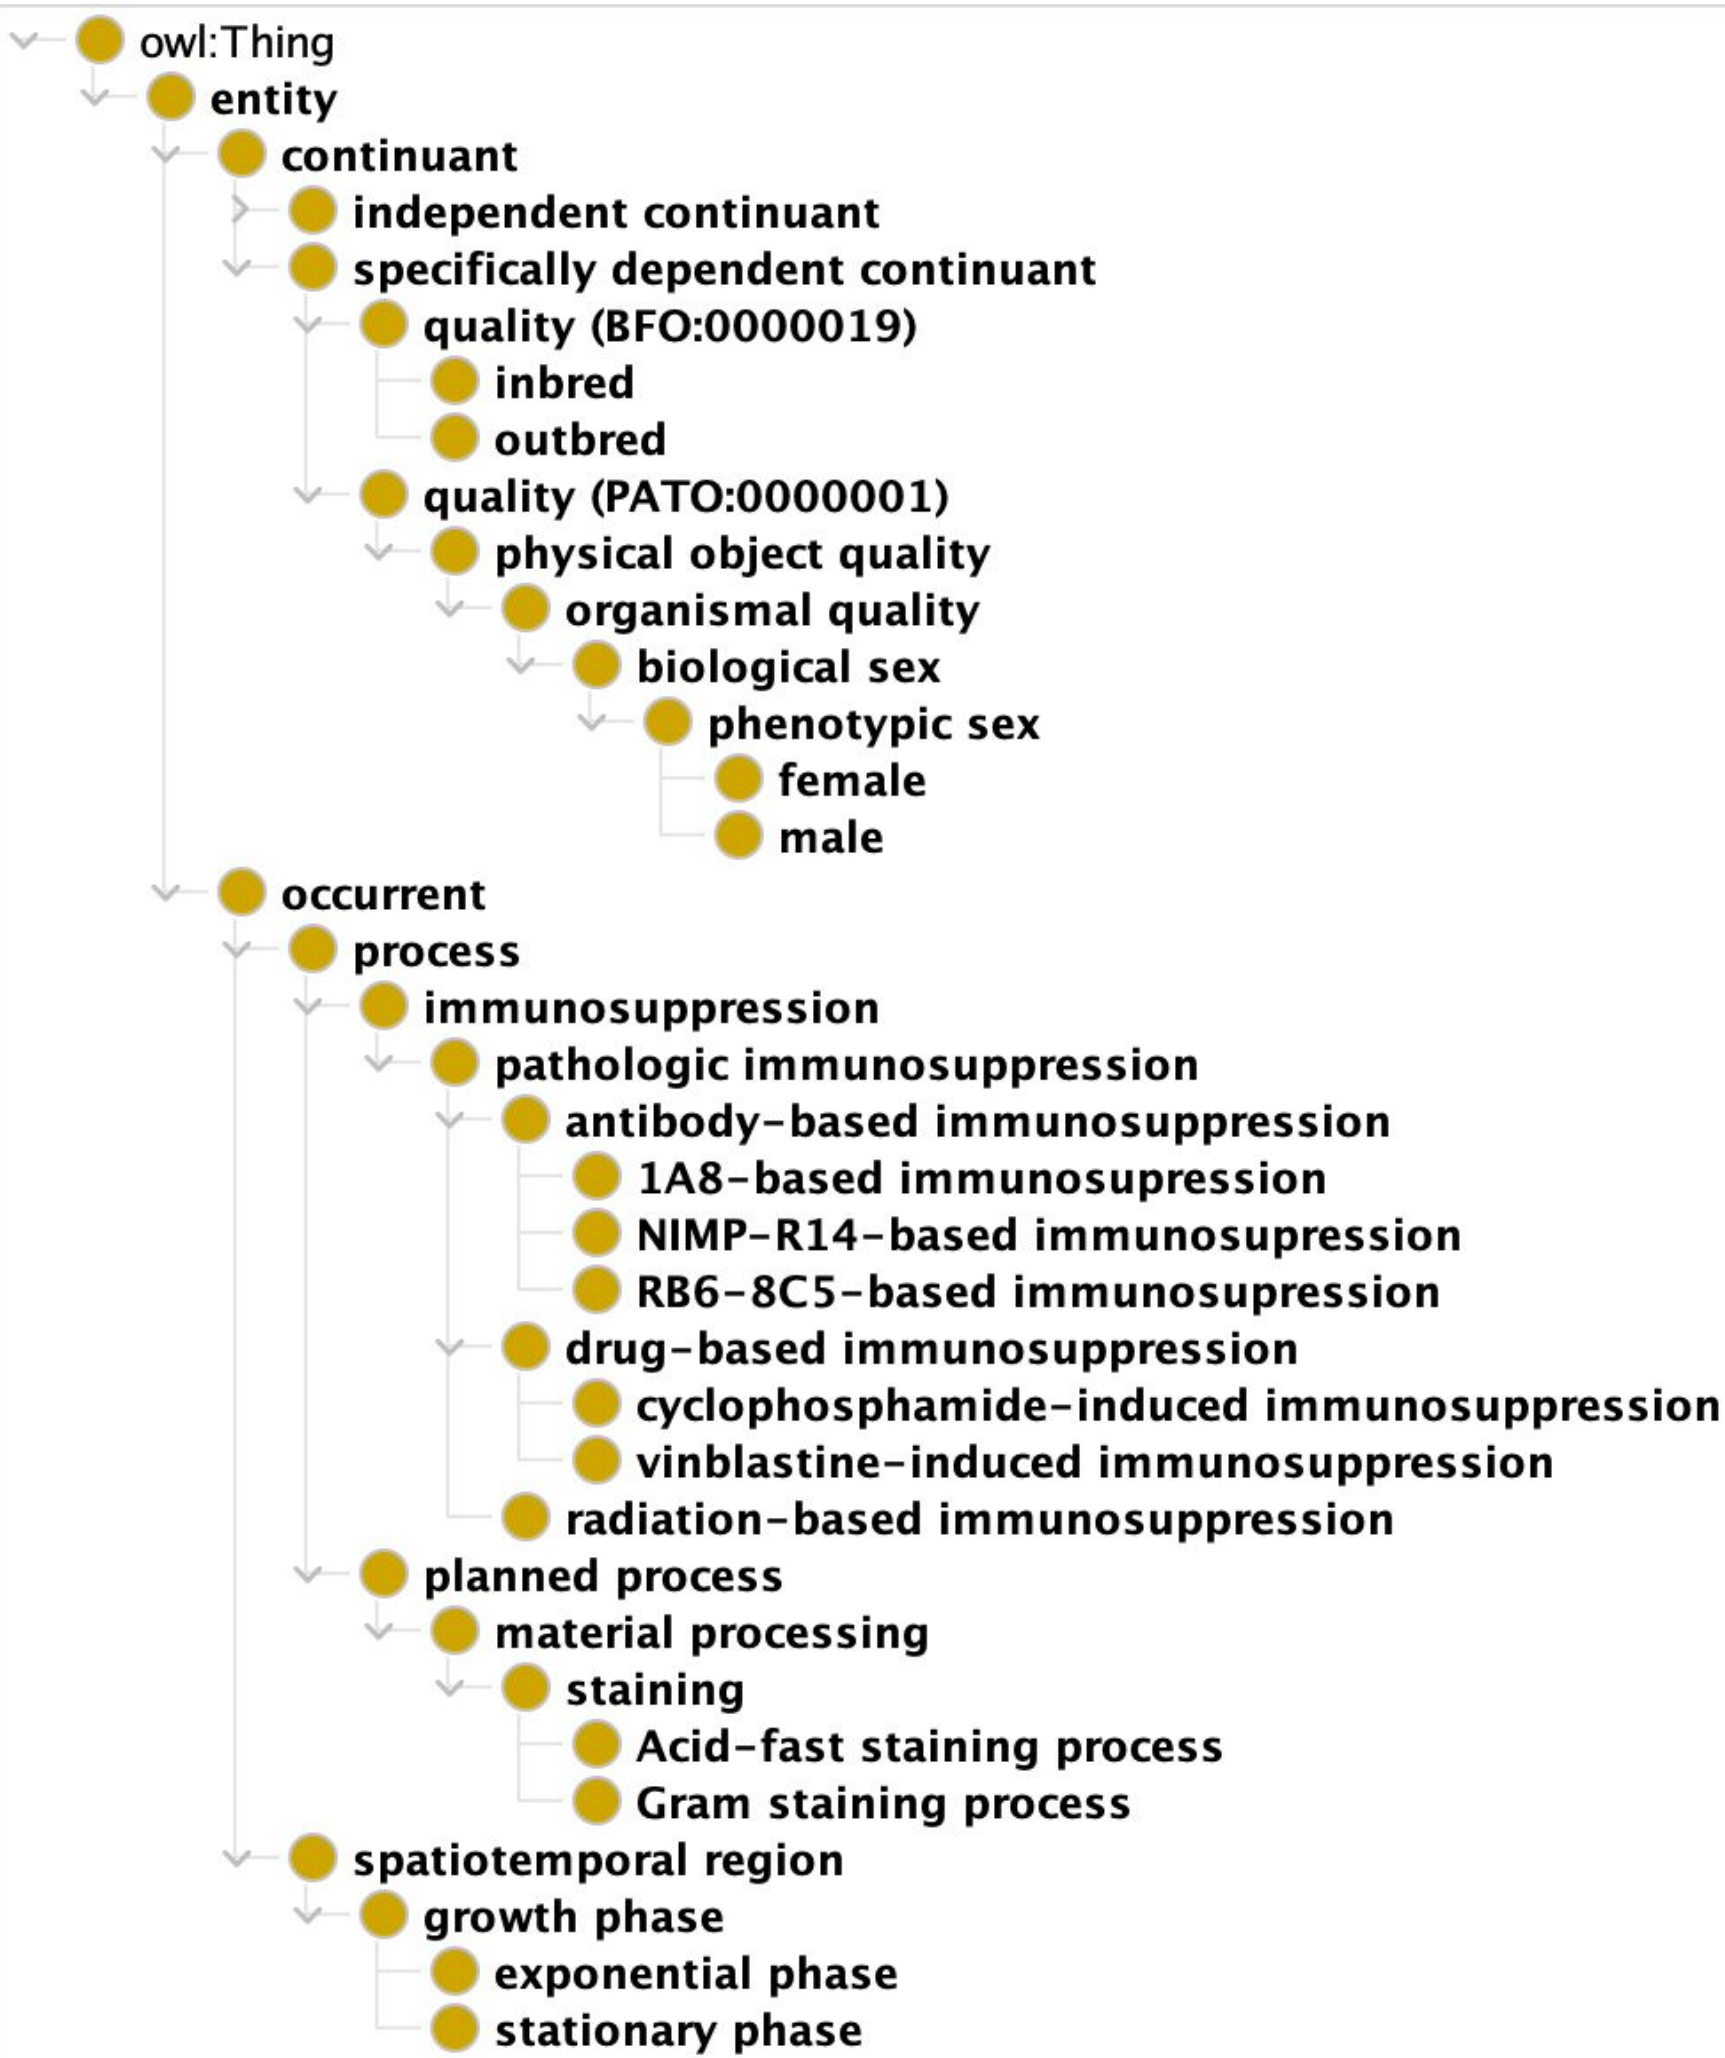 owl:Thing
entity
continuant
independent continuant
specifically dependent continuant
quality (BFO:0000019)
inbred
outbred
quality (PATO:0000001)
physical object quality
organismal quality
biological sex
phenotypic sex
female
male
occurrent
process
immunosuppression
pathologic immunosuppression
antibody-based immunosuppression
1A8-based immunosupression
NIMP-R14-based immunosupression
RB6-8C5-based immunosupression
drug-based immunosuppression
cyclophosphamide-induced immunosuppression
vinblastine-induced immunosuppression
radiation-based immunosuppression
planned process
material processing
staining
Acid-fast staining process
Gram staining process
spatiotemporal region
growth phase
exponential phase
stationary phase